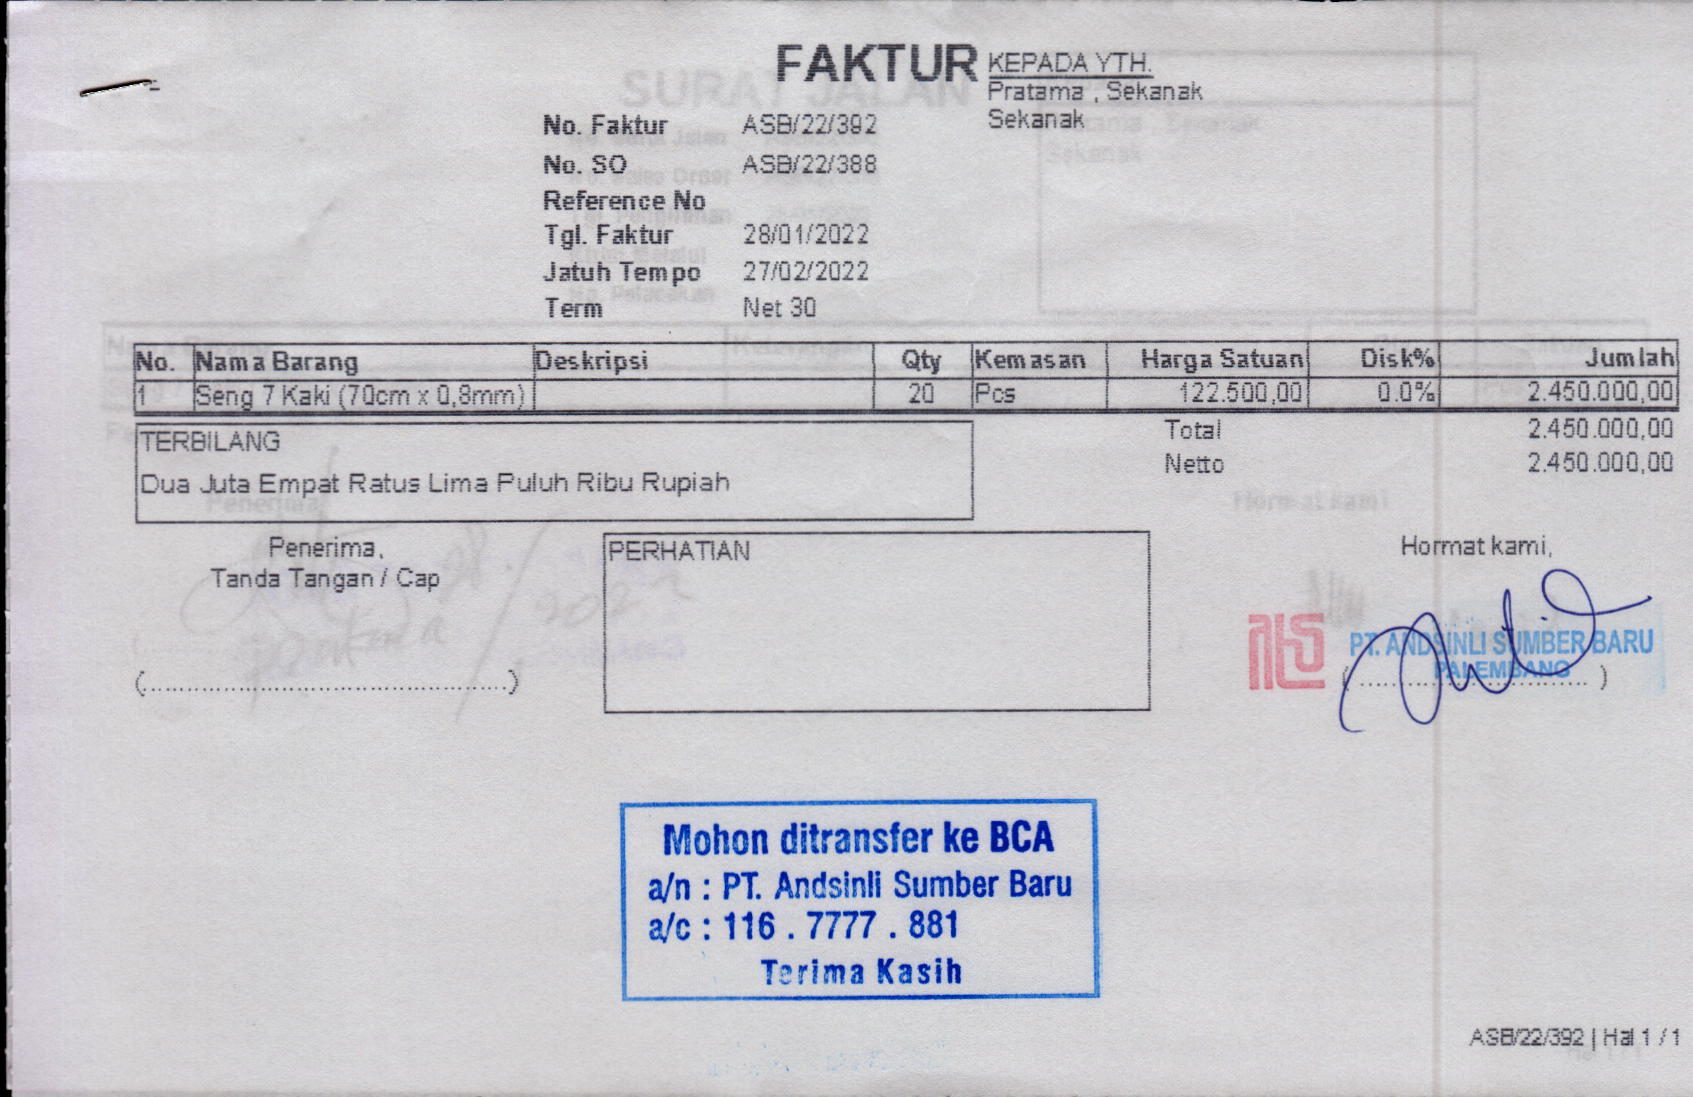 FAKTUR
KEPADA YTH.
Pratama , Sekanak
Sekanak
No. Faktur ASB/22/392
No. SO ASB/22/388
Reference No
Tgl. Faktur 28/01/2022
Jatuh Tempo 27/02/2022
Term Net 30
No. Nama Barang Deskripsi Qty Kemasan Harga Satuan Disk% Jumlah
1 Seng 7 Kaki (70cm x 0,8mm) 20 Pcs 122.500,00 0.0% 2.450.000,00
Total 2.450.000,00
Netto 2.450.000,00
TERBILANG
Dua Juta Empat Ratus Lima Puluh Ribu Rupiah
Penerima,
Tanda Tangan / Cap
(..................................................)
PERHATIAN
Hormat kami,
PT. ANDSINLI SUMBER BARU
PALEMBANG
(..............................)
Mohon ditransfer ke BCA
a/n : PT. Andsinli Sumber Baru
a/c : 116 . 7777 . 881
Terima Kasih
ASB/22/392 | Hal 1 / 1